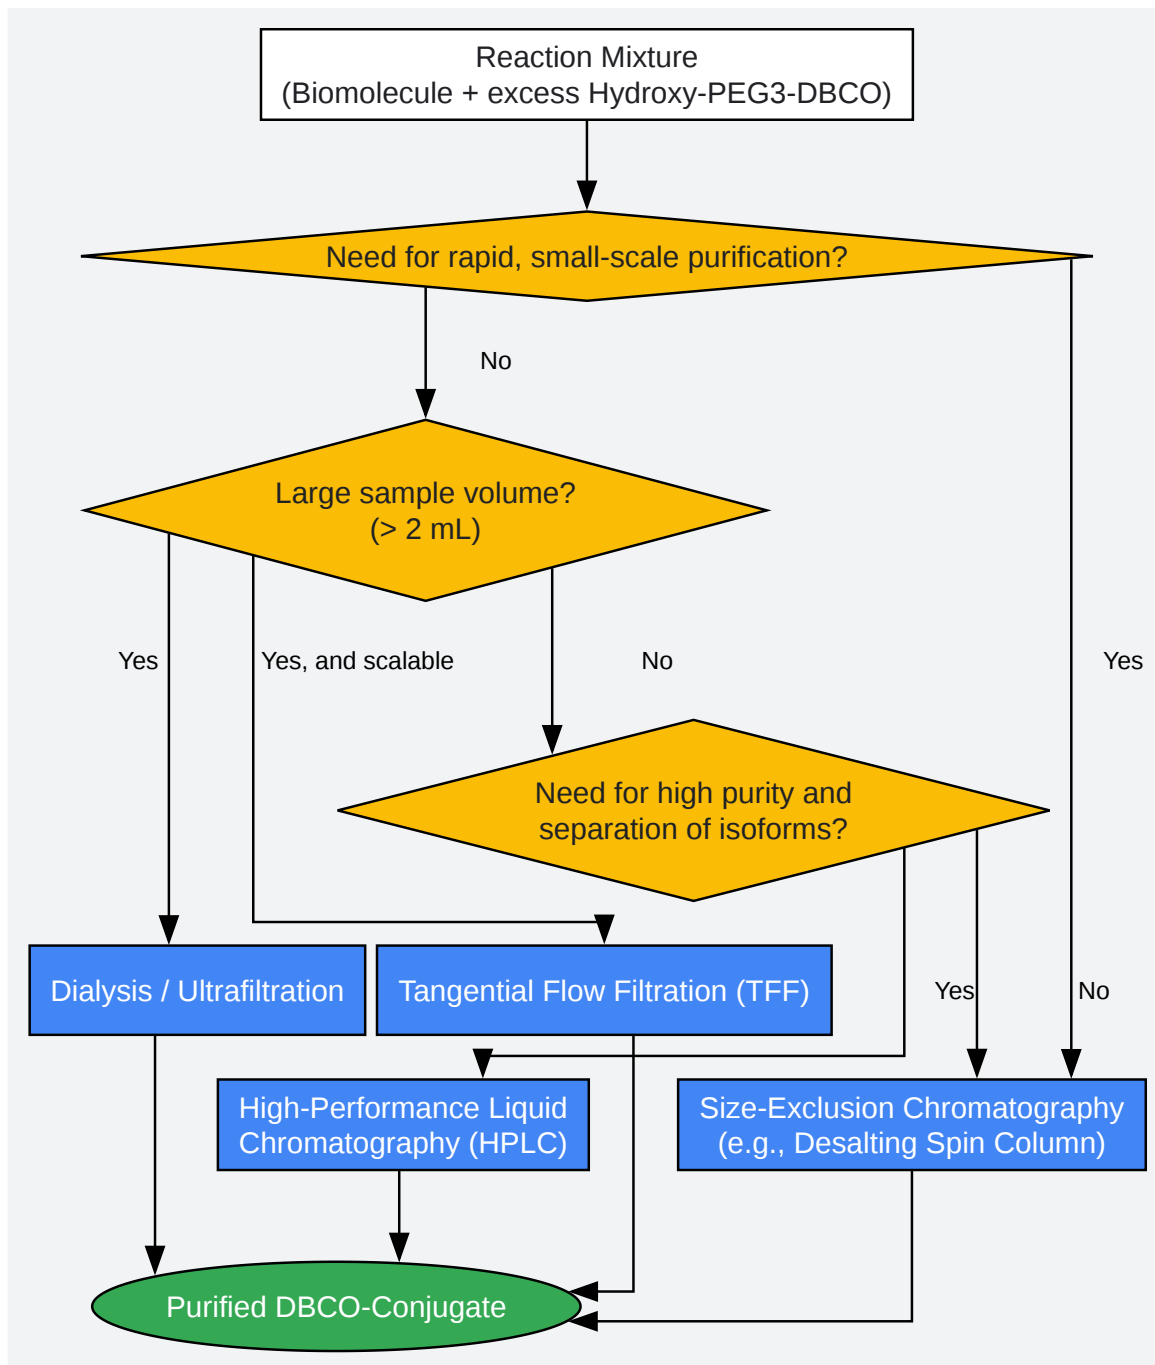 Reaction Mixture
(Biomolecule + excess Hydroxy-PEG3-DBCO)
Need for rapid, small-scale purification?
No
Large sample volume?
(> 2 mL)
Yes
Yes, and scalable
No
Yes
Need for high purity and
separation of isoforms?
Dialysis / Ultrafiltration
Tangential Flow Filtration (TFF)
Yes
No
High-Performance Liquid
Chromatography (HPLC)
Size-Exclusion Chromatography
(e.g., Desalting Spin Column)
Purified DBCO-Conjugate